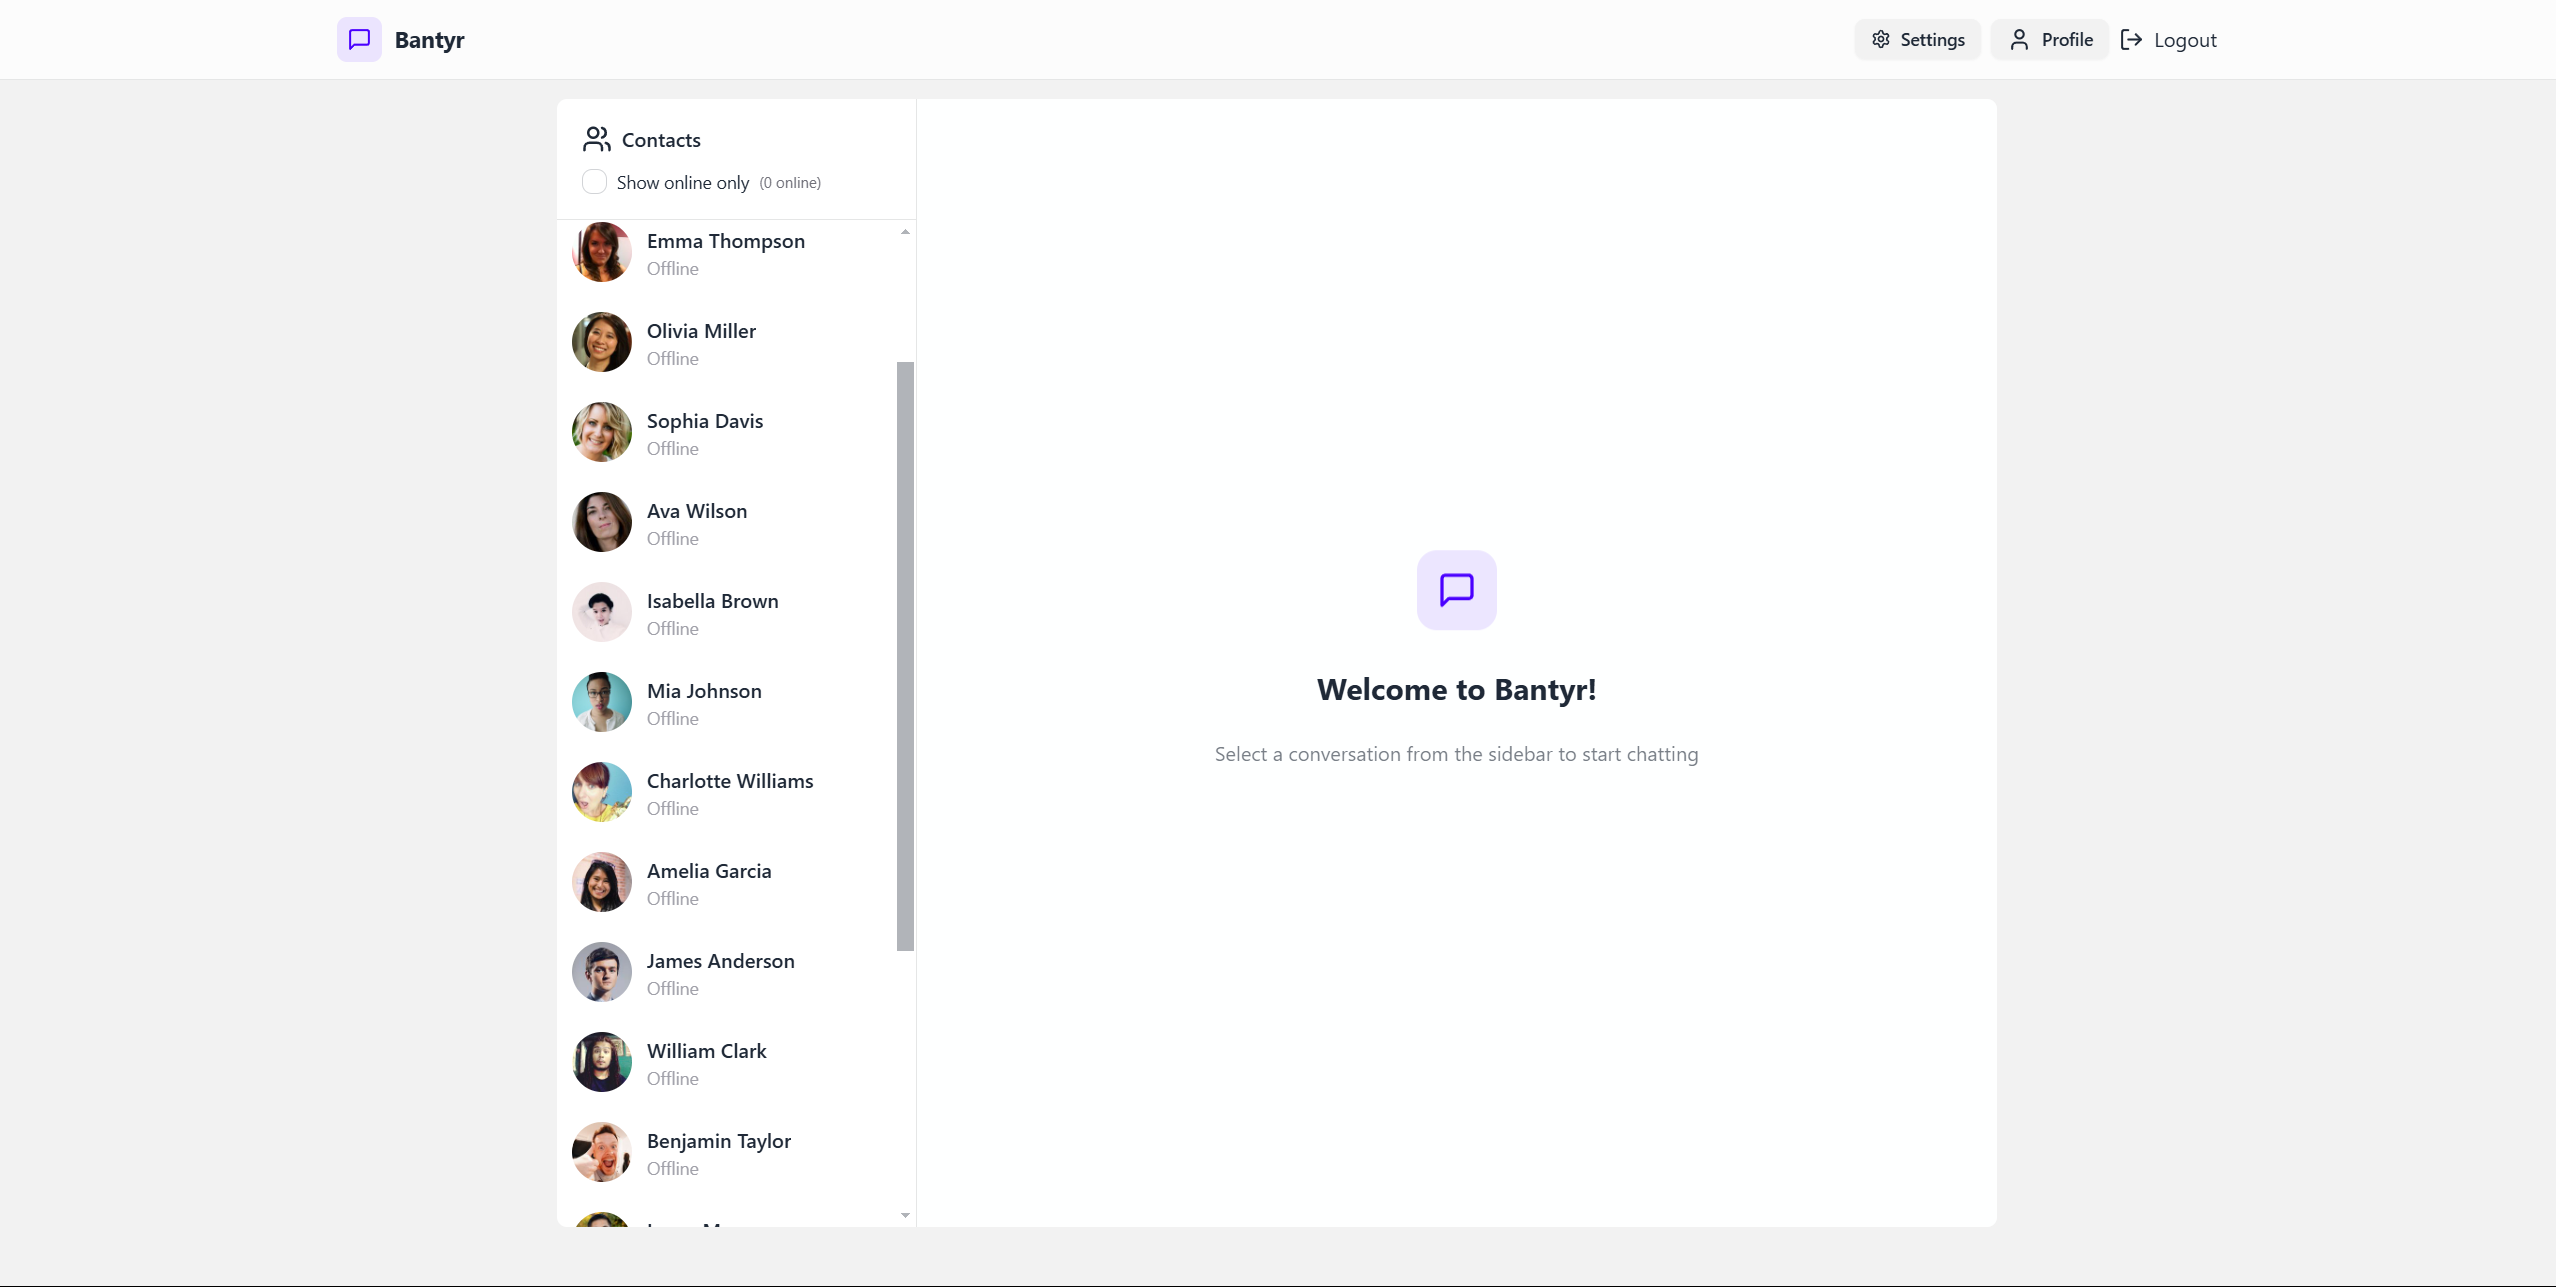 Bantyr
Settings
Profile
Logout
Contacts
Show online only (0 online)
Emma Thompson
Offline
Olivia Miller
Offline
Sophia Davis
Offline
Ava Wilson
Offline
Isabella Brown
Offline
Mia Johnson
Offline
Charlotte Williams
Offline
Amelia Garcia
Offline
James Anderson
Offline
William Clark
Offline
Benjamin Taylor
Offline
Welcome to Bantyr!
Select a conversation from the sidebar to start chatting